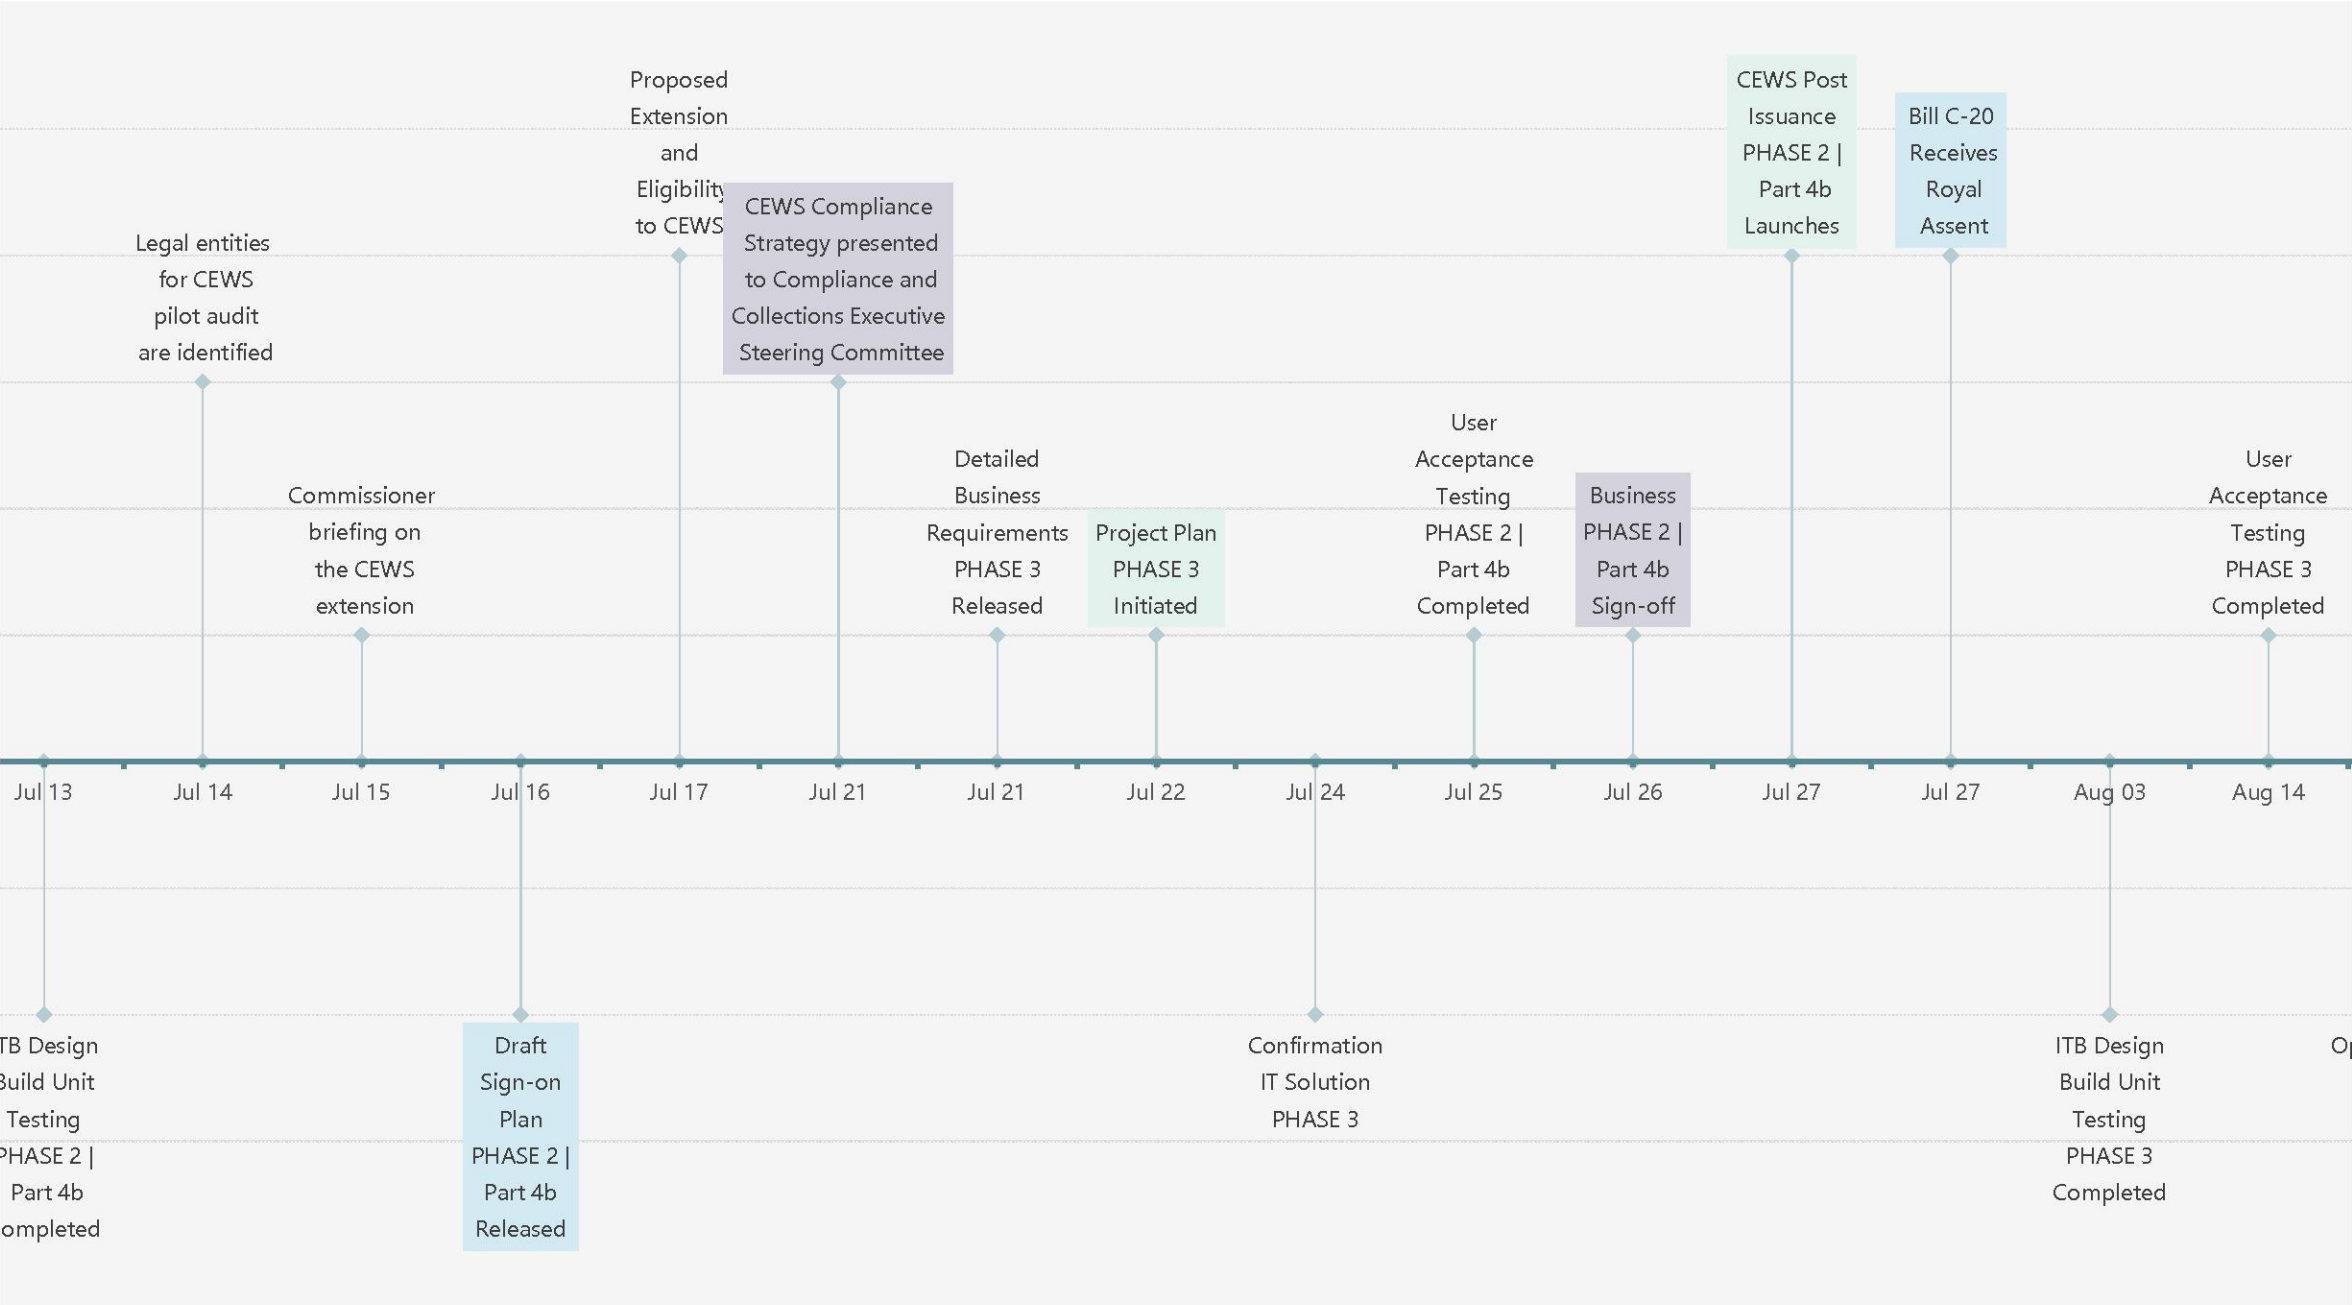 Proposed
Extension
and
Eligibility
to CEWS
CEWS Post
Issuance
PHASE 2 |
Part 4b
Launches
Bill C-20
Receives
Royal
Assent
CEWS Compliance
Strategy presented
to Compliance and
Collections Executive
Steering Committee
Legal entities
for CEWS
pilot audit
are identified
Commissioner
briefing on
the CEWS
extension
Detailed
Business
Requirements
PHASE 3
Released
Project Plan
PHASE 3
Initiated
User
Acceptance
Testing
PHASE 2 |
Part 4b
Completed
Business
PHASE 2 |
Part 4b
Sign-off
User
Acceptance
Testing
PHASE 3
Completed
Jul 13 Jul 14 Jul 15 Jul 16 Jul 17 Jul 21 Jul 21 Jul 22 Jul 24 Jul 25 Jul 26 Jul 27 Jul 27 Aug 03 Aug 14
TB Design
Build Unit
Testing
PHASE 2 |
Part 4b
ompleted
Draft
Sign-on
Plan
PHASE 2 |
Part 4b
Released
Confirmation
IT Solution
PHASE 3
ITB Design
Build Unit
Testing
PHASE 3
Completed